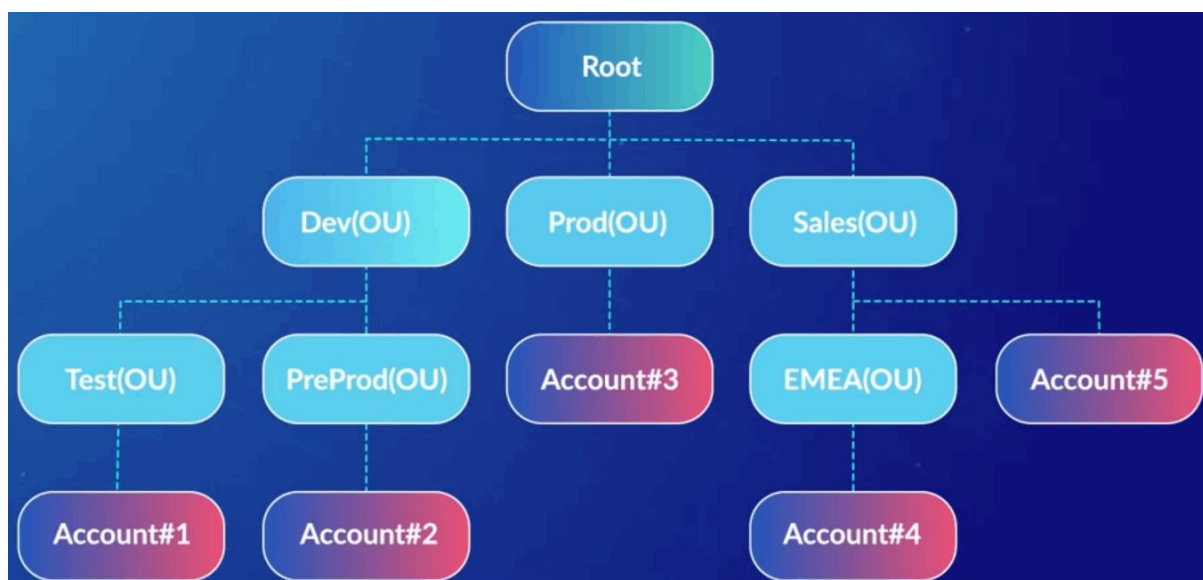 Root
Dev(OU)
Prod(OU)
Sales(OU)
Test(OU)
PreProd(OU)
Account#3
EMEA(OU)
Account#5
Account#1
Account#2
Account#4